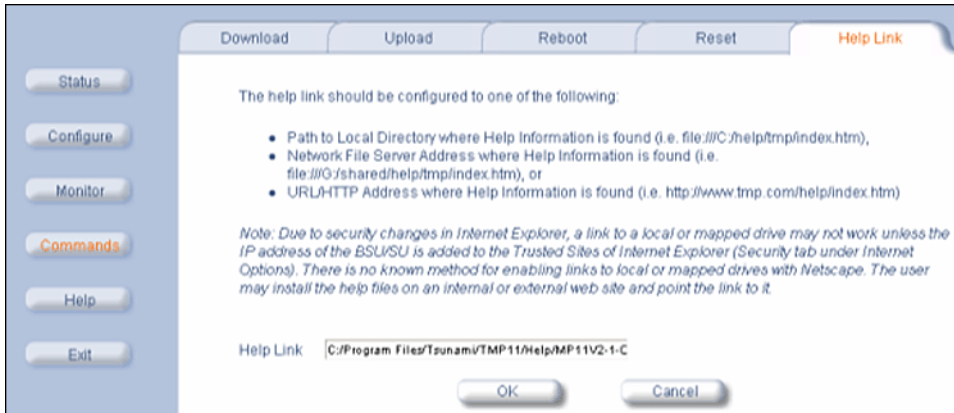 Download Upload Reboot Reset Help Link
Status
Configure
Monitor
Commands
Help
Exit
The help link should be configured to one of the following:
• Path to Local Directory where Help Information is found (i.e. file:///C:/help/tmp/index.htm),
• Network File Server Address where Help Information is found (i.e.
file:///G:/shared/help/tmp/index.htm), or
• URL/HTTP Address where Help Information is found (i.e. http://www.tmp.com/help/index.htm)
Note: Due to security changes in Internet Explorer, a link to a local or mapped drive may not work unless the
IP address of the BSU/SU is added to the Trusted Sites of Internet Explorer (Security tab under Internet
Options). There is no known method for enabling links to local or mapped drives with Netscape. The user
may install the help files on an internal or external web site and point the link to it.
Help Link C:/Program Files/Tsunami/TMP11/Help/MP11V2-1-C
OK Cancel